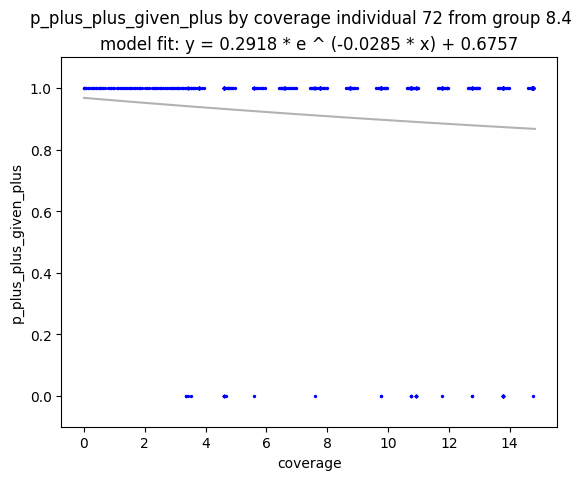 p_plus_plus_given_plus by coverage individual 72 from group 8.4
model fit: y = 0.2918 * e ^ (-0.0285 * x) + 0.6757
1.0
0.8
0.6
0.4
0.2
0.0
p_plus_plus_given_plus
0 2 4 6 8 10 12 14
coverage